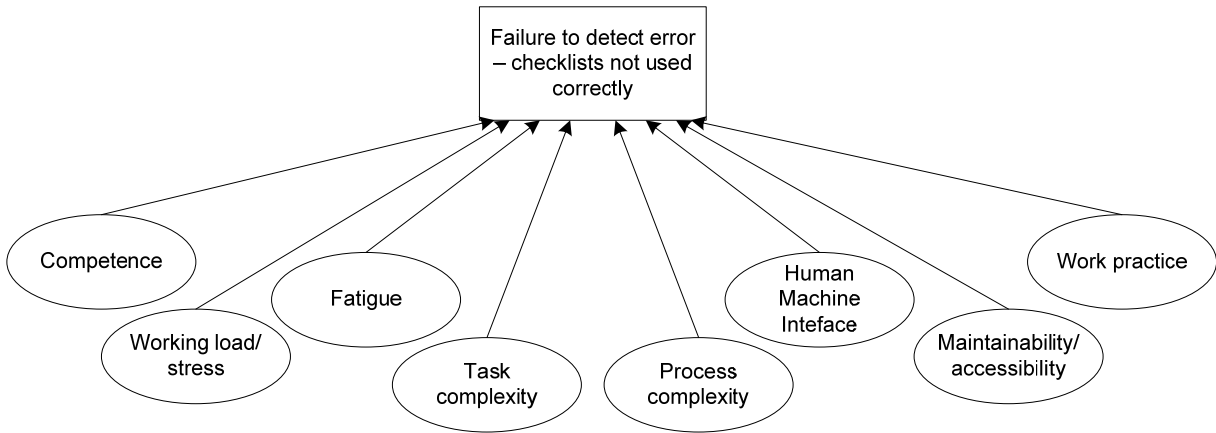 Failure to detect error
– checklists not used
correctly
Competence
Working load/
stress
Fatigue
Task
complexity
Process
complexity
Human
Machine
Inteface
Maintainability/
accessibility
Work practice